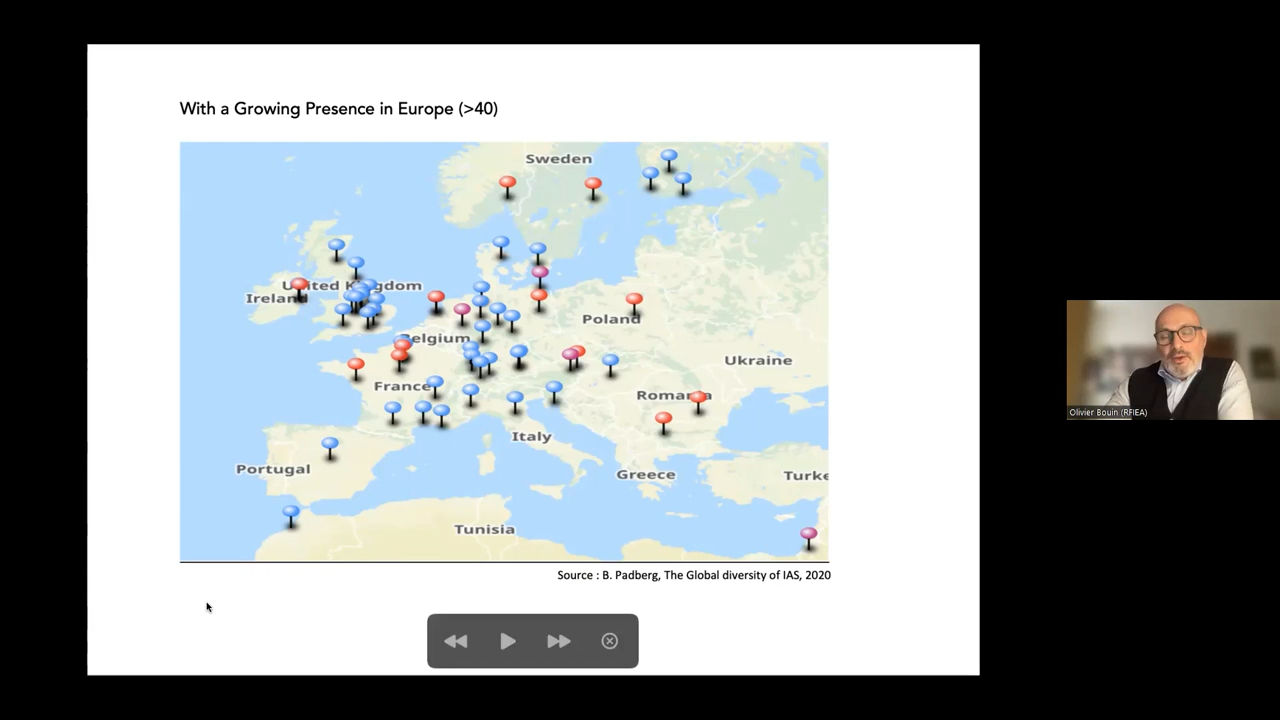 With a Growing Presence in Europe (>40)
Sweden
United Kingdom
Ireland
Poland
Belgium
Ukraine
France
Romania
Italy
Portugal
Greece
Turke
Tunisia
Source : B. Padberg, The Global diversity of IAS, 2020
Olivier Bouin (RFIEA)